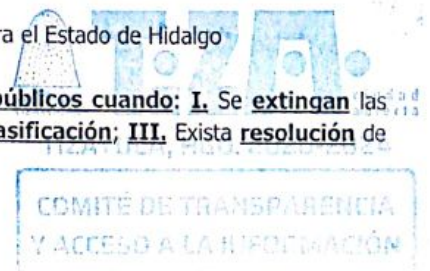 ra el Estado de Hidalgo
públicos cuando: I. Se extingan las
asificación; III. Exista resolución de
COMITÉ DE TRANSPARENCIA
Y ACCESO A LA INFORMACIÓN